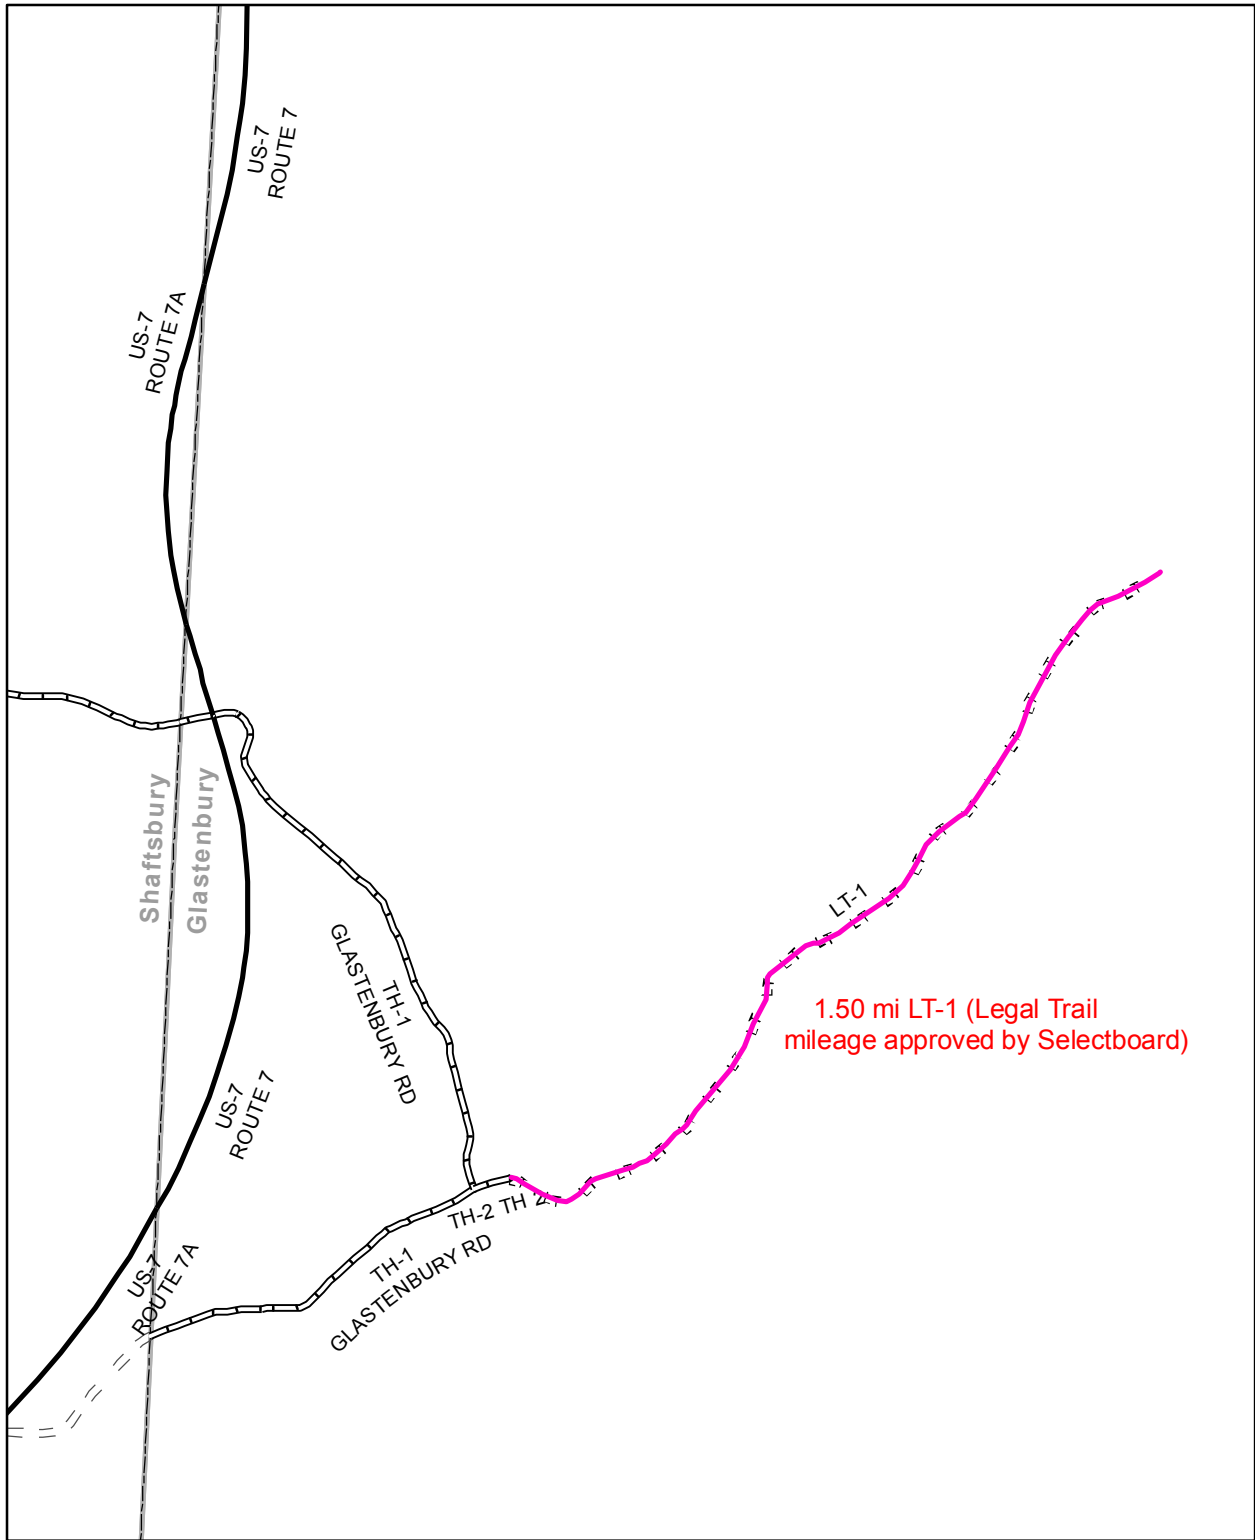 US-7
ROUTE 7
US-7
ROUTE 7A
Shaftsbury
Glastenbury
LT-1
TH-1
GLASTENBURY RD
1.50 mi LT-1 (Legal Trail
mileage approved by Selectboard)
US-7
ROUTE 7
TH-2 TH 2
US-7
ROUTE 7A
TH-1
GLASTENBURY RD